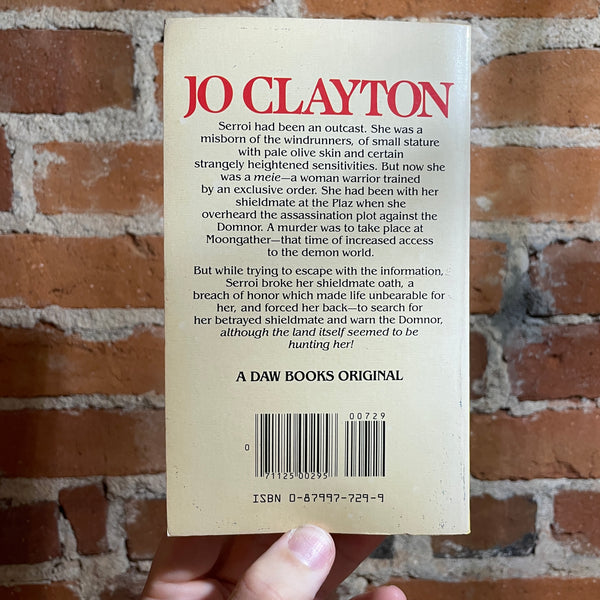 JO CLAYTON
Serroi had been an outcast. She was a
misborn of the windrunners, of small stature
with pale olive skin and certain
strangely heightened sensitivities. But now she
was a meie—a woman warrior trained
by an exclusive order. She had been with her
shieldmate at the Plaz when she
overheard the assassination plot against the
Domnor. A murder was to take place at
Moongather—that time of increased access
to the demon world.
But while trying to escape with the information,
Serroi broke her shieldmate oath, a
breach of honor which made life unbearable for
her, and forced her back—to search for
her betrayed shieldmate and warn the Domnor,
although the land itself seemed to be
hunting her!
A DAW BOOKS ORIGINAL
00729
0
71125 00295
ISBN 0-87997-729-9